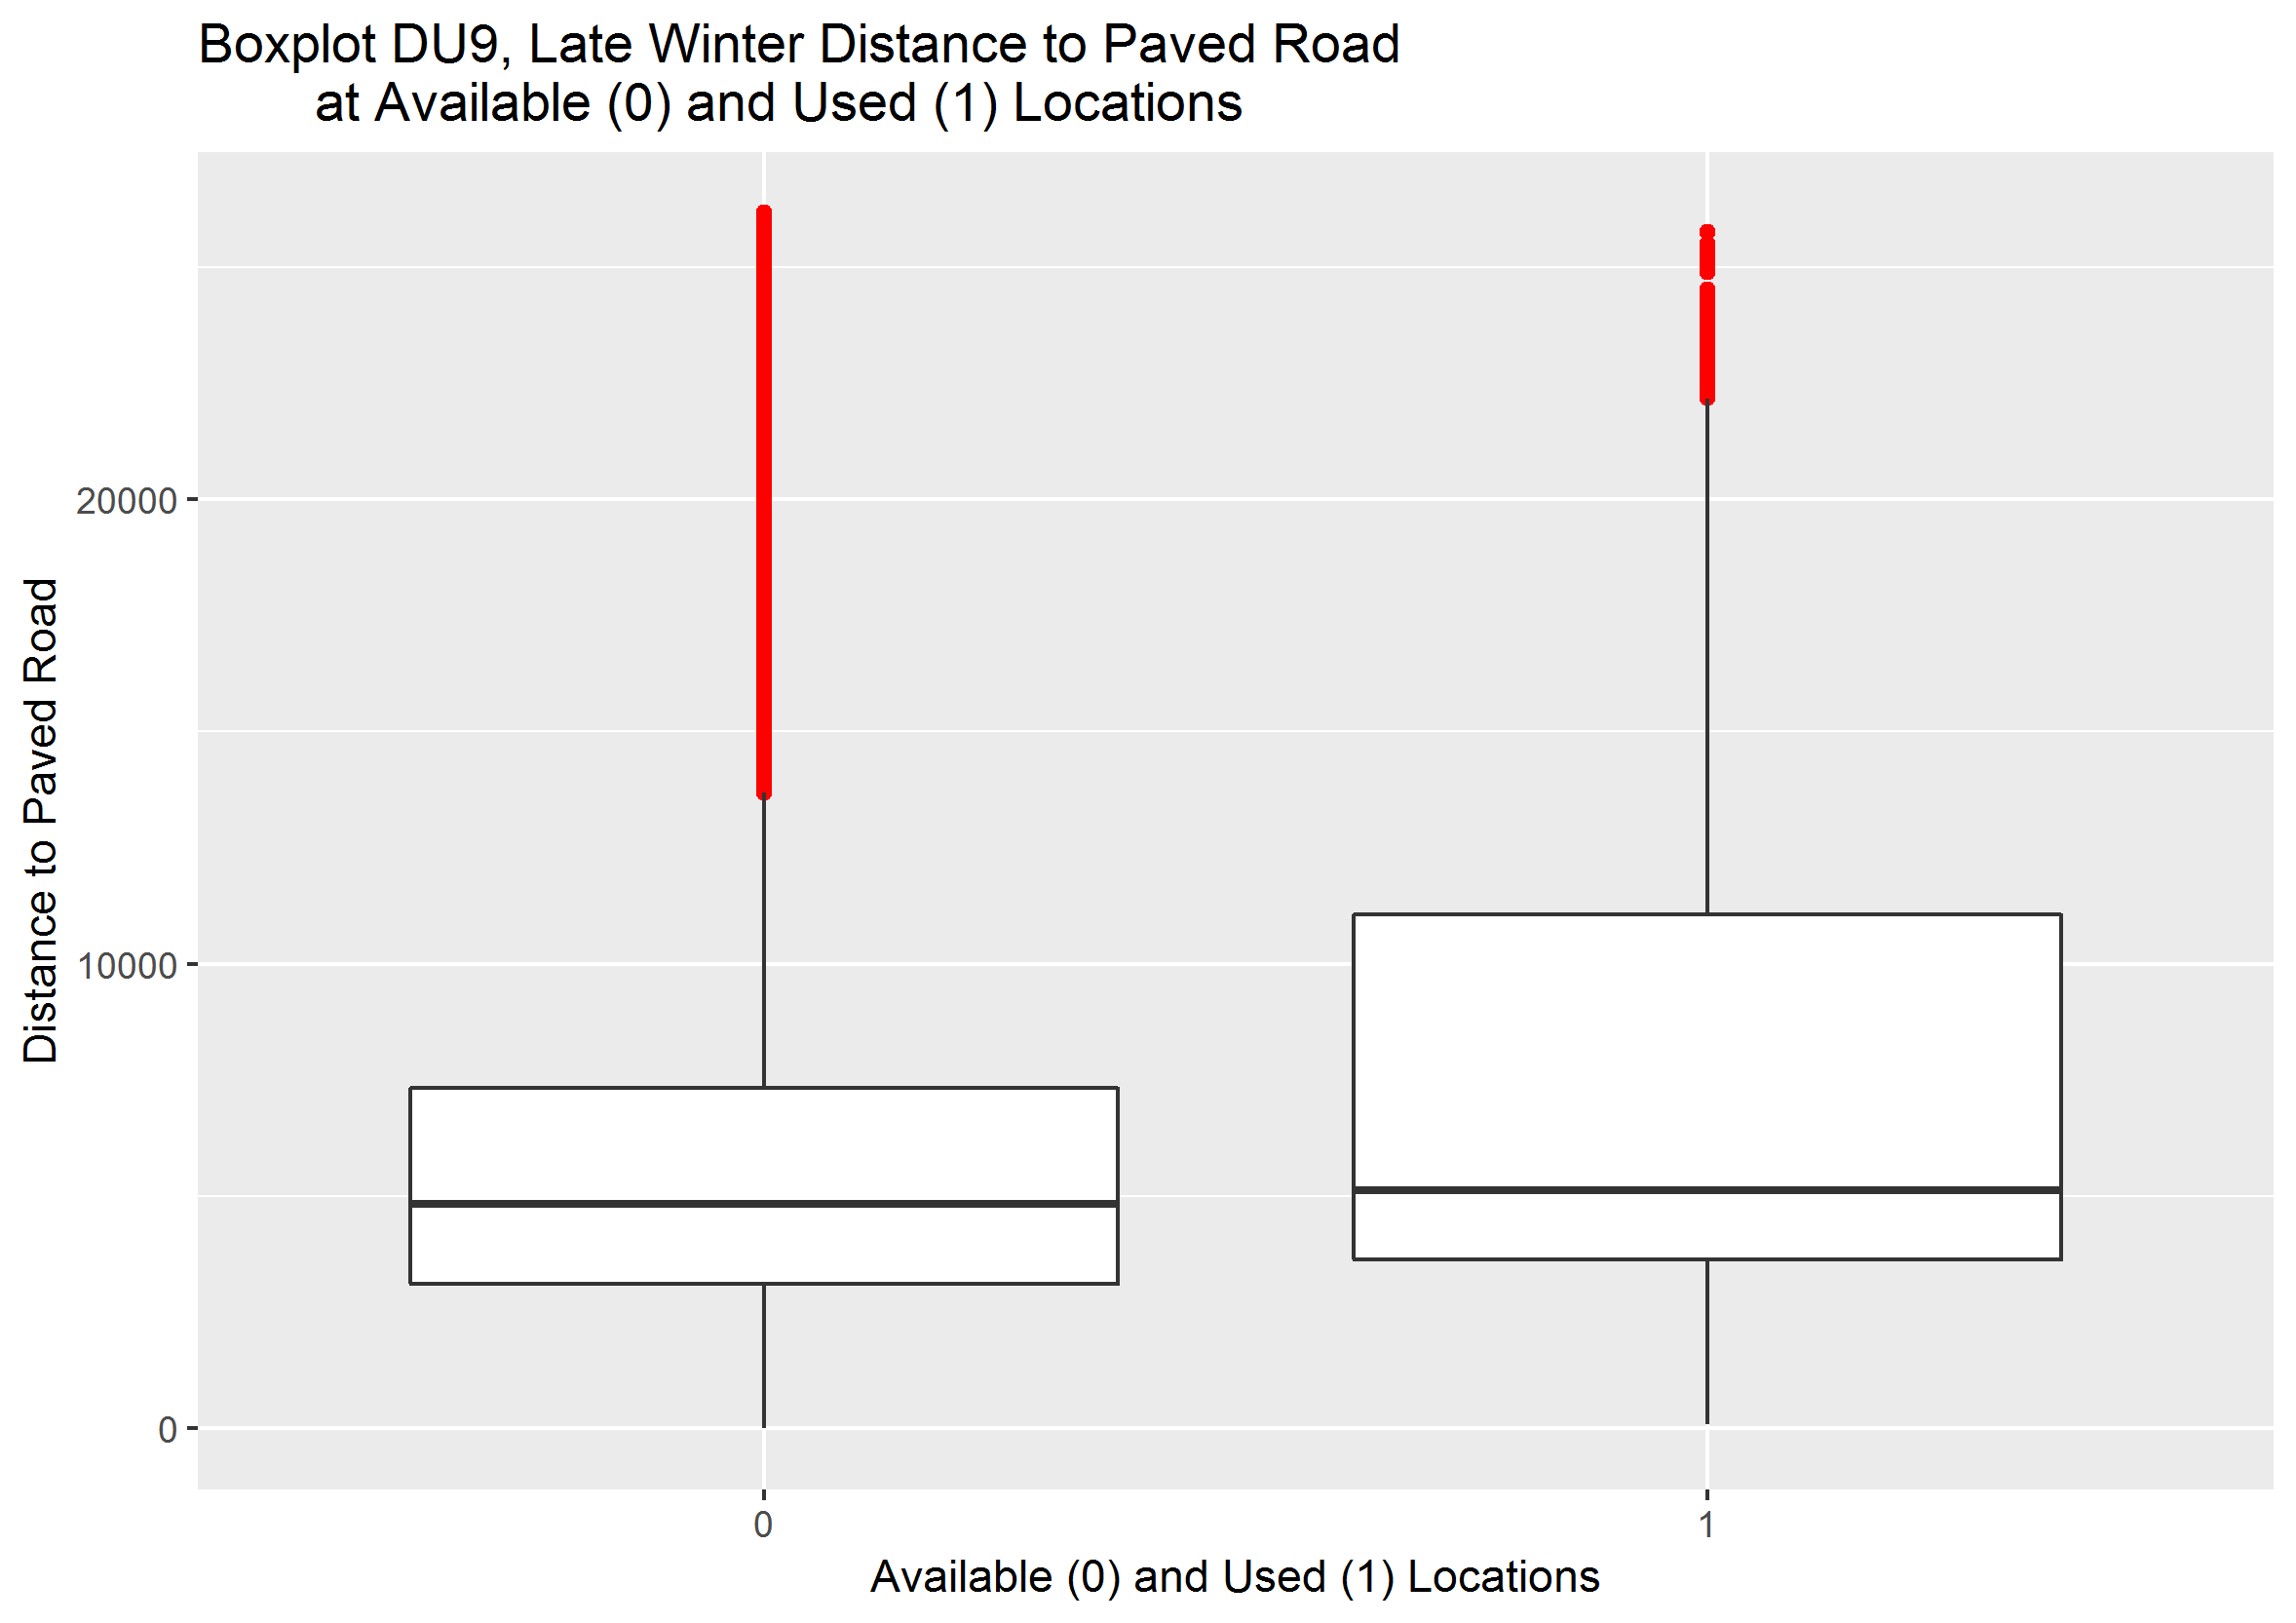 Boxplot DU9, Late Winter Distance to Paved Road
at Available (0) and Used (1) Locations
Distance to Paved Road
20000
10000
0
0
1
Available (0) and Used (1) Locations